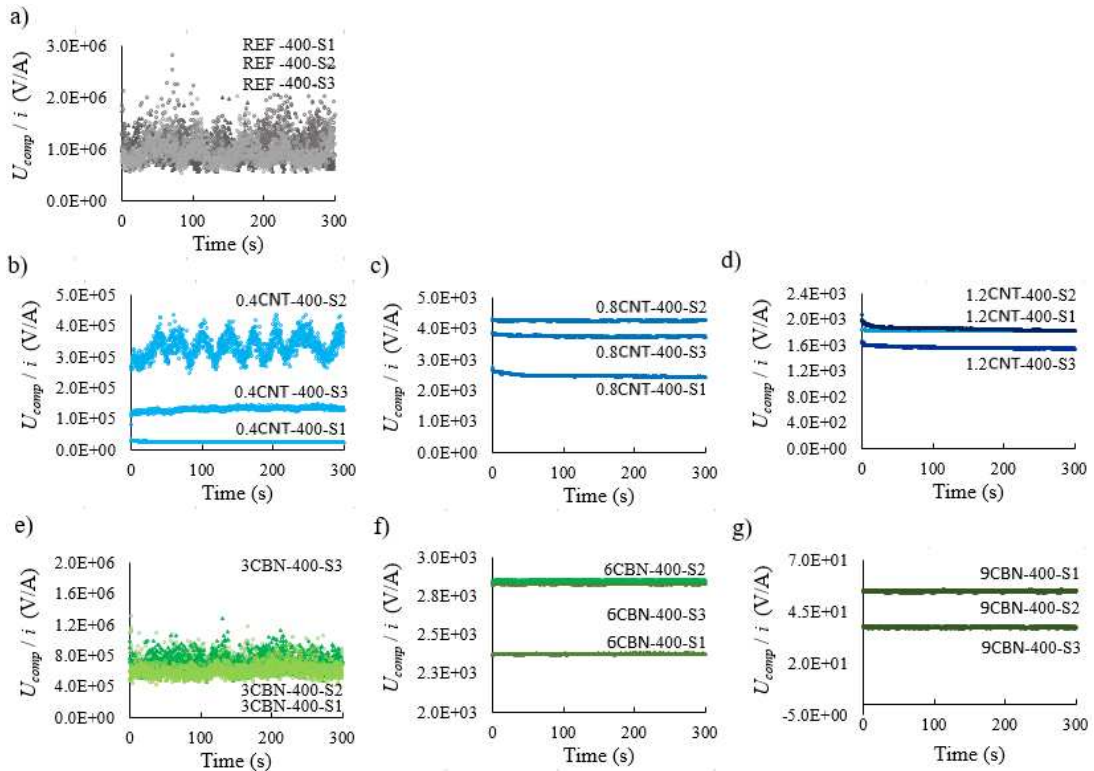 a)
U_comp / i (V/A)
3.0E+06
2.0E+06
1.0E+06
0.0E+00
REF -400-S1
REF -400-S2
REF -400-S3
0 100 200 300
Time (s)
b)
U_comp / i (V/A)
5.0E+05
4.0E+05
3.0E+05
2.0E+05
1.0E+05
0.0E+00
0.4CNT-400-S2
0.4CNT -400-S3
0.4CNT-400-S1
0 100 200 300
Time (s)
c)
U_comp / i (V/A)
5.0E+03
4.0E+03
3.0E+03
2.0E+03
1.0E+03
0.0E+00
0.8CNT-400-S2
0.8CNT-400-S3
0.8CNT-400-S1
0 100 200 300
Time (s)
d)
U_comp / i (V/A)
2.4E+03
2.0E+03
1.6E+03
1.2E+03
8.0E+02
4.0E+02
0.0E+00
1.2CNT-400-S2
1.2CNT-400-S1
1.2CNT-400-S3
0 100 200 300
Time (s)
e)
U_comp / i (V/A)
2.0E+06
1.6E+06
1.2E+06
8.0E+05
4.0E+05
0.0E+00
3CBN-400-S3
3CBN-400-S2
3CBN-400-S1
0 100 200 300
Time (s)
f)
U_comp / i (V/A)
3.0E+03
2.8E+03
2.5E+03
2.3E+03
2.0E+03
6CBN-400-S2
6CBN-400-S3
6CBN-400-S1
0 100 200 300
Time (s)
g)
U_comp / i (V/A)
7.0E+01
4.5E+01
2.0E+01
-5.0E+00
9CBN-400-S1
9CBN-400-S2
9CBN-400-S3
0 100 200 300
Time (s)